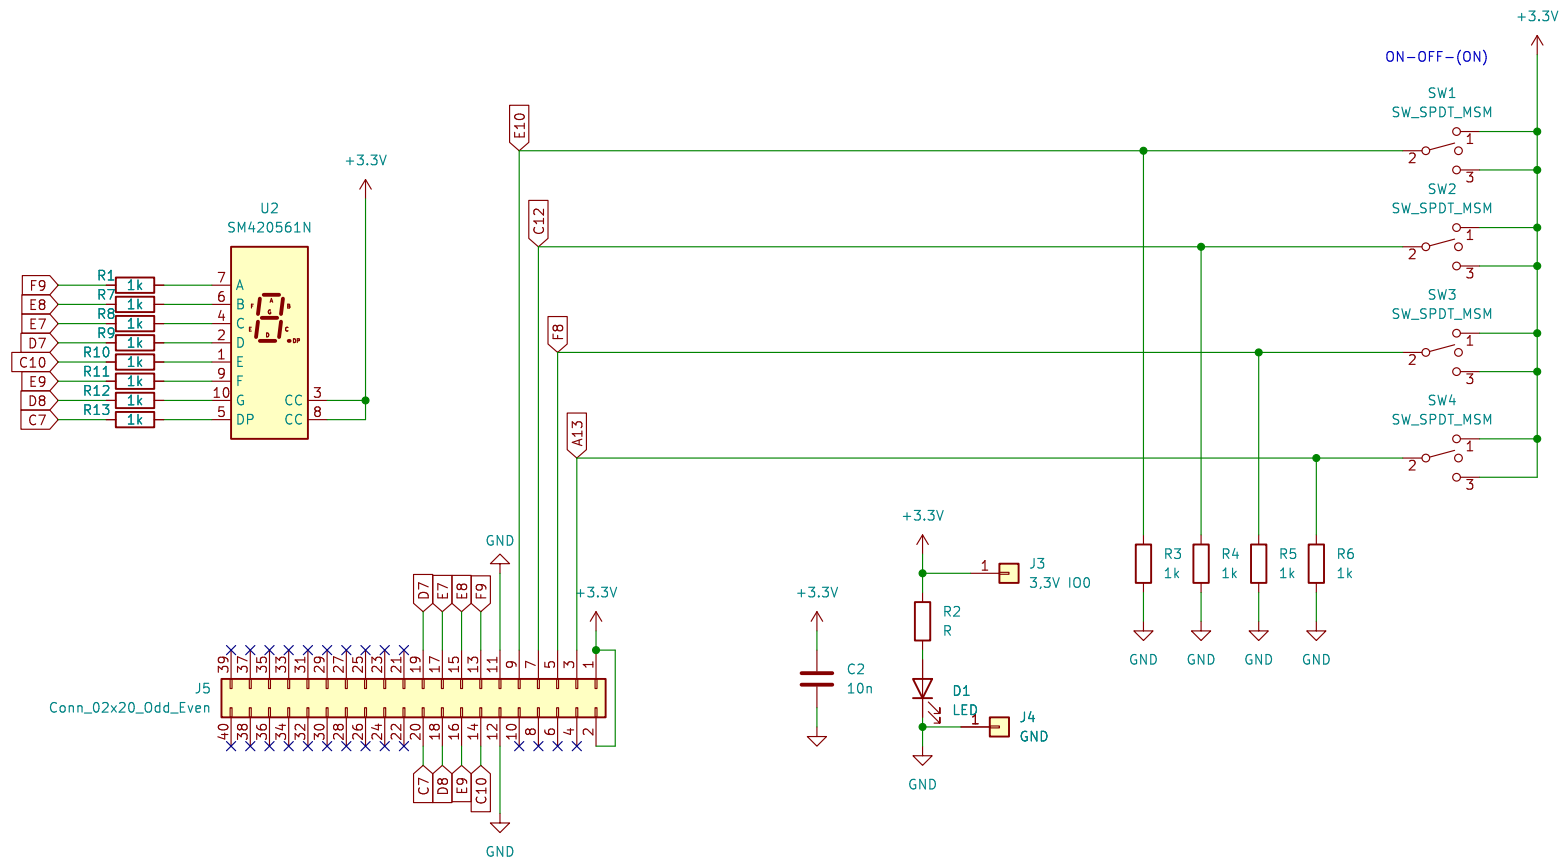 +3.3V
ON-OFF-(ON)
SW1
SW_SPDT_MSM
1
2
3
E10
+3.3V
SW2
SW_SPDT_MSM
1
2
3
C12
U2
SM420561N
F9 R1 1k 7 A
E8 R7 1k 6 B
E7 R8 1k 4 C
D7 R9 1k 2 D
C10 R10 1k 1 E
E9 R11 1k 9 F
D8 R12 1k 10 G CC 3
C7 R13 1k 5 DP CC 8
A
F B
G
E C
D DP
SW3
SW_SPDT_MSM
1
2
3
F8
SW4
SW_SPDT_MSM
1
2
3
A13
+3.3V
1 J3
3,3V IO0
R2
R
D1
LED
1 J4
GND
GND
R3
1k
R4
1k
R5
1k
R6
1k
GND GND GND GND
+3.3V
C2
10n
GND
D7 E7 E8 F9
+3.3V
39 37 35 33 31 29 27 25 23 21 19 17 15 13 11 9 7 5 3 1
J5
Conn_02x20_Odd_Even
40 38 36 34 32 30 28 26 24 22 20 18 16 14 12 10 8 6 4 2
C7 D8 E9 C10
GND